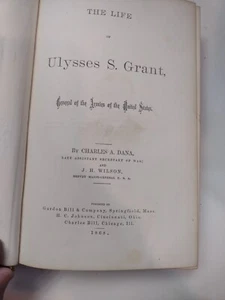 THE LIFE
OF
Ulysses S. Grant,
General of the Armies of the United States.
By CHARLES A. DANA,
LATE ASSISTANT SECRETARY OF WAR;
AND
J. H. WILSON,
BREVET MAJOR-GENERAL U. S. A.
Gurdon Bill & Company, Springfield, Mass.
H. C. Johnson, Cincinnati, Ohio.
Charles Bill, Chicago, Ill.
1868.